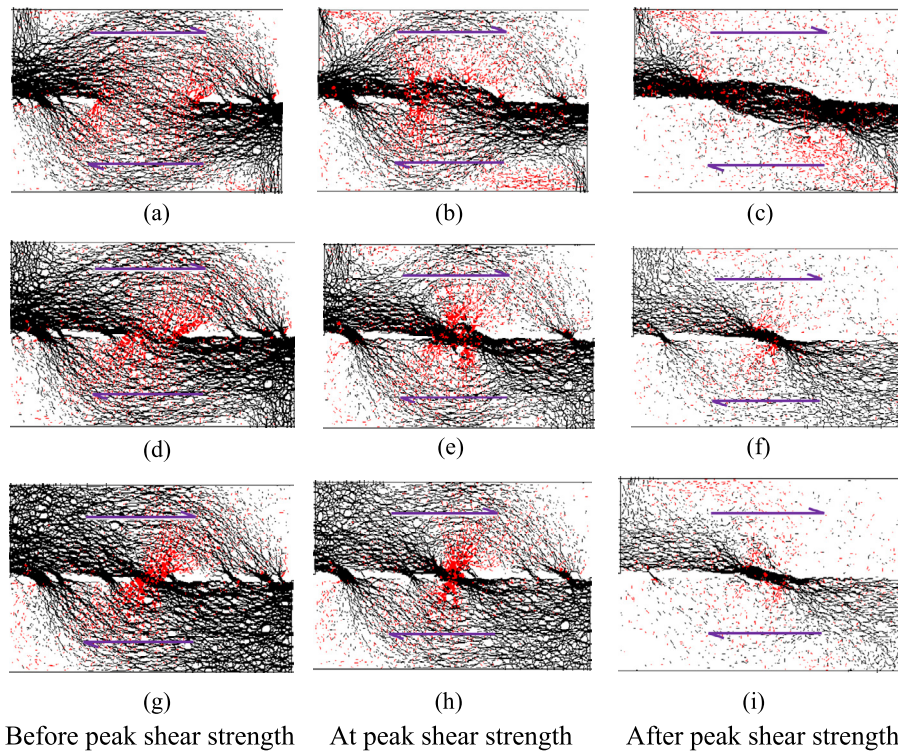 (a) (b) (c)
(d) (e) (f)
(g) (h) (i)
Before peak shear strength At peak shear strength After peak shear strength